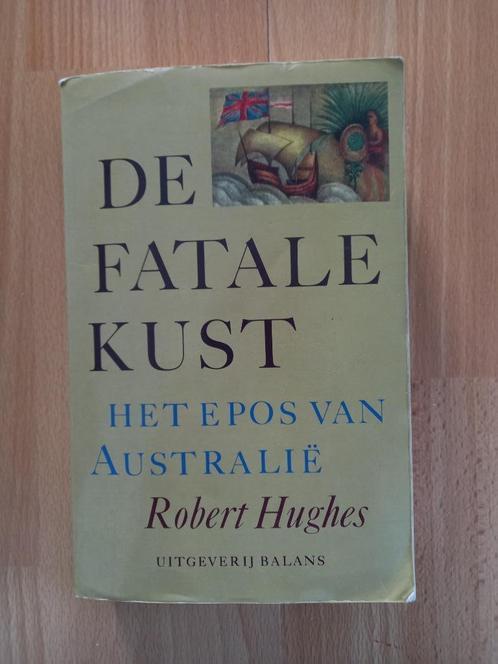 DE
FATALE
KUST
HET EPOS VAN
AUSTRALIË
Robert Hughes
UITGEVERIJ BALANS